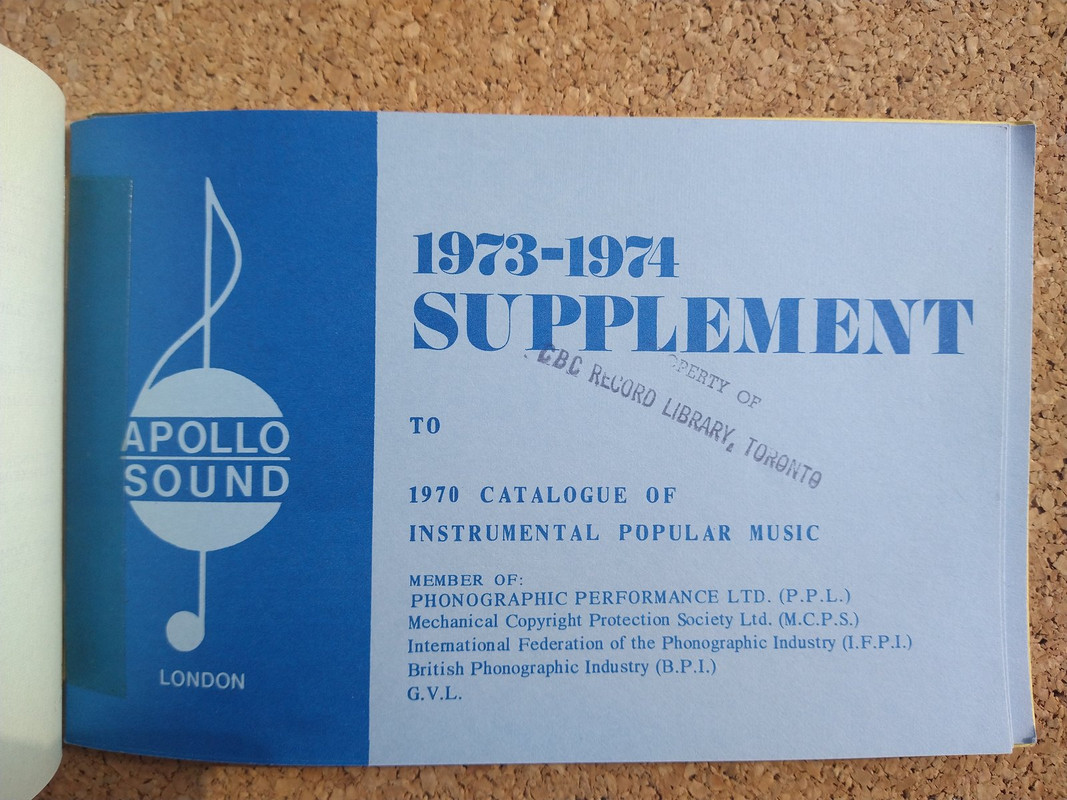 APOLLO
SOUND
LONDON
1973-1974
SUPPLEMENT
PERTY OF
CBC RECORD LIBRARY, TORONTO
TO
1970 CATALOGUE OF
INSTRUMENTAL POPULAR MUSIC
MEMBER OF:
PHONOGRAPHIC PERFORMANCE LTD. (P.P.L.)
Mechanical Copyright Protection Society Ltd. (M.C.P.S.)
International Federation of the Phonographic Industry (I.F.P.I.)
British Phonographic Industry (B.P.I.)
G.V.L.